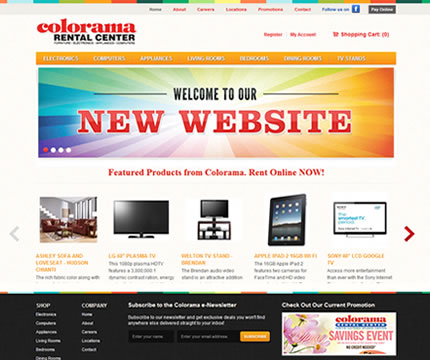 Home About Careers Locations Promotions Contact Follow us on f Pay Online
colorama
RENTAL CENTER
FURNITURE • ELECTRONICS • APPLIANCES • COMPUTERS
Register My Account Shopping Cart: (0)
ELECTRONICS COMPUTERS APPLIANCES LIVING ROOMS BEDROOMS DINING ROOMS TV STANDS
WELCOME TO OUR
NEW WEBSITE
Featured Products from Colorama. Rent Online NOW!
ASHLEY SOFA AND
LOVESEAT - HUDSON
CHIANTI
The rich fabric color along with
LG 60" PLASMA TV
This 1080p plasma HDTV
features a 3,000,000:1
dynamic contrast ration, energy
WELTON TV STAND -
BRENDAN
The Brendan audio video
stand is an attractive addition
APPLE IPAD 2 16GB WI FI
The 16GB Apple iPad 2
features two cameras for
FaceTime and HD video and
smartest TV
SONY 40" LCD GOOGLE
TV
Access more entertainment
than ever with the Sony Internet
SHOP
Electronics
Computers
Appliances
Living Rooms
Bedrooms
Dining Rooms
COMPANY
Home
About
Careers
Locations
Contact
Subscribe to the Colorama e-Newsletter
Subscribe to our newsletter and get exclusive deals you won't find
anywhere else delivered straight to your inbox!
Enter your email address SUBSCRIBE
Check Out Our Current Promotion
colorama
RENTAL CENTER
SAVINGS EVENT
NO CREDIT NEEDED!